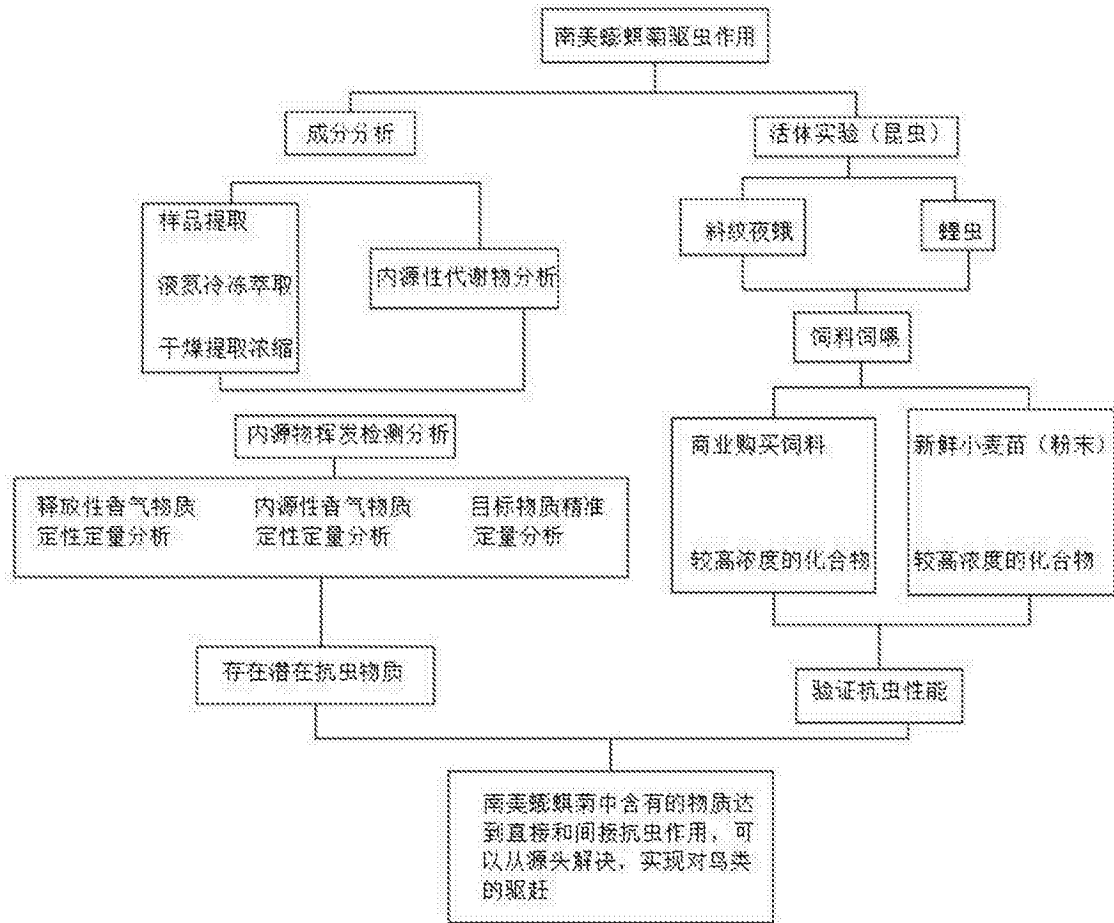 南美蟛蜞菊驱虫作用
成分分析
活体实验（昆虫）
样品提取
液氮冷冻萃取
干燥提取浓缩
内源性代谢物分析
斜纹夜蛾
蝗虫
饲料饲喂
内源物挥发检测分析
释放性香气物质
定性定量分析
内源性香气物质
定性定量分析
目标物质精准
定量分析
商业购买饲料
较高浓度的化合物
新鲜小麦苗（粉末）
较高浓度的化合物
存在潜在抗虫物质
验证抗虫性能
南美蟛蜞菊中含有的物质达
到直接和间接抗虫作用，可
以从源头解决，实现对鸟类
的驱赶